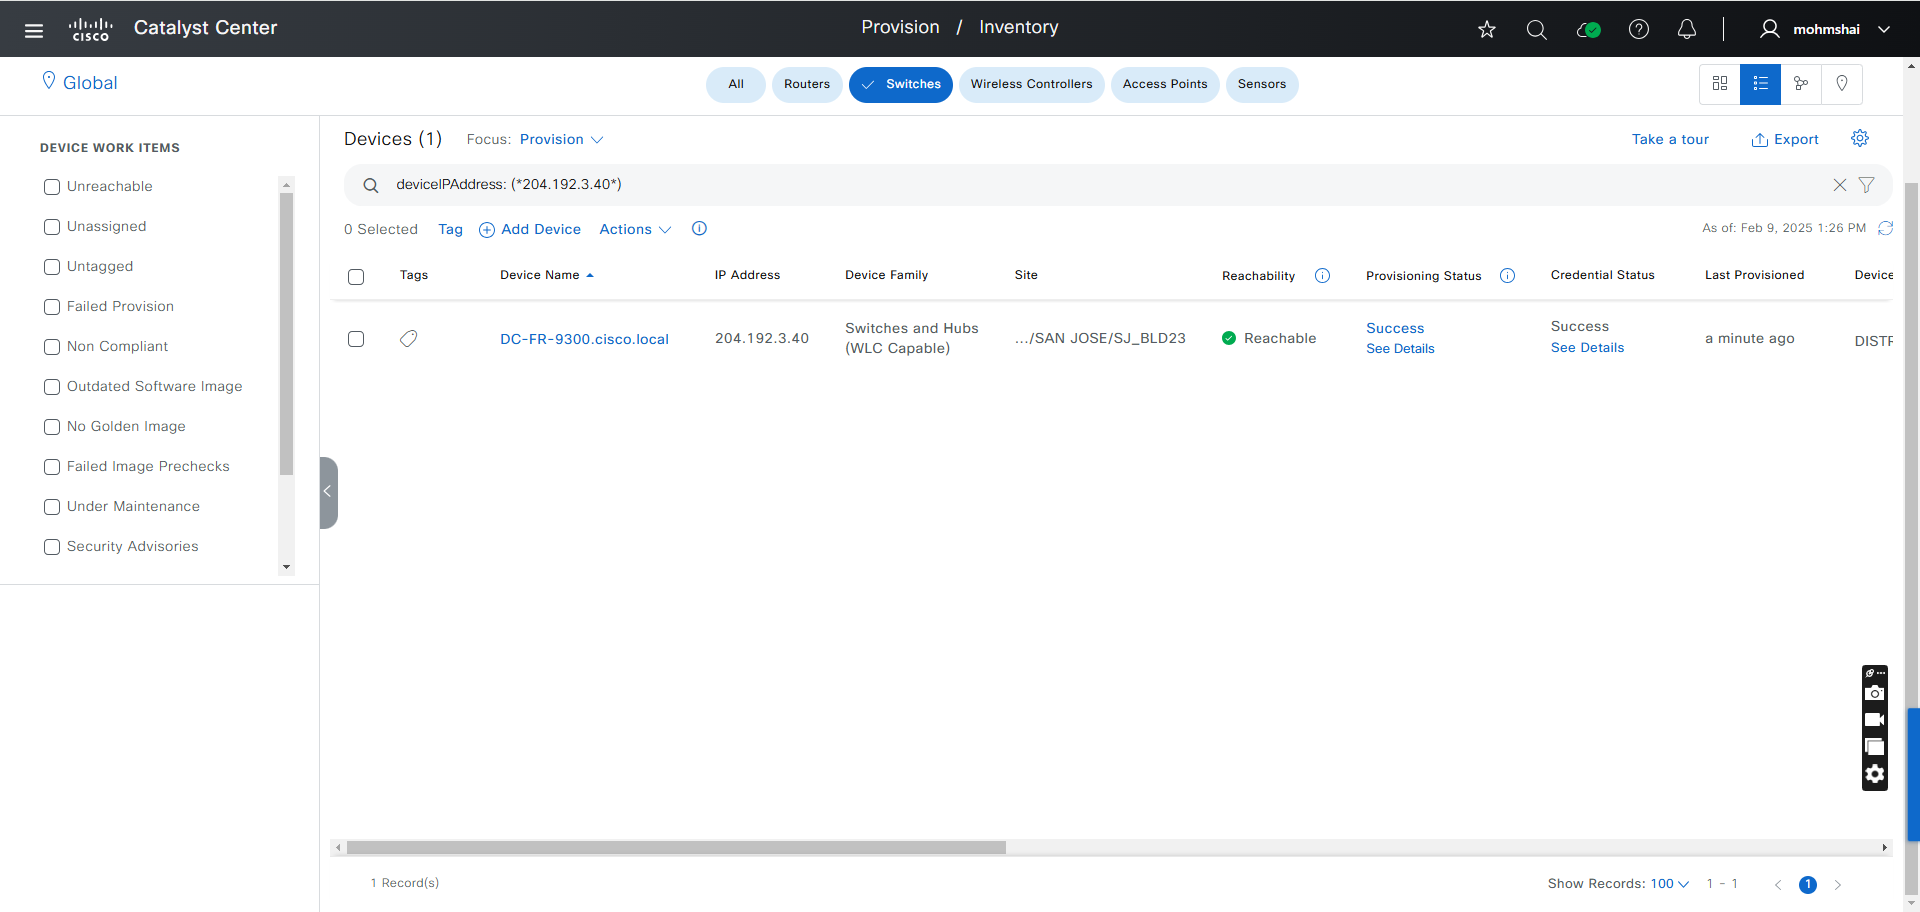 cisco Catalyst Center
Provision / Inventory
mohmshai
Global
All Routers Switches Wireless Controllers Access Points Sensors
DEVICE WORK ITEMS
Unreachable
Unassigned
Untagged
Failed Provision
Non Compliant
Outdated Software Image
No Golden Image
Failed Image Prechecks
Under Maintenance
Security Advisories
Devices (1) Focus: Provision
Take a tour Export
deviceIPAddress: (*204.192.3.40*)
0 Selected Tag Add Device Actions
As of: Feb 9, 2025 1:26 PM
Tags Device Name IP Address Device Family Site Reachability Provisioning Status Credential Status Last Provisioned Device
DC-FR-9300.cisco.local 204.192.3.40 Switches and Hubs (WLC Capable) .../SAN JOSE/SJ_BLD23 Reachable Success See Details Success See Details a minute ago DISTR
1 Record(s)
Show Records: 100 1 - 1 1